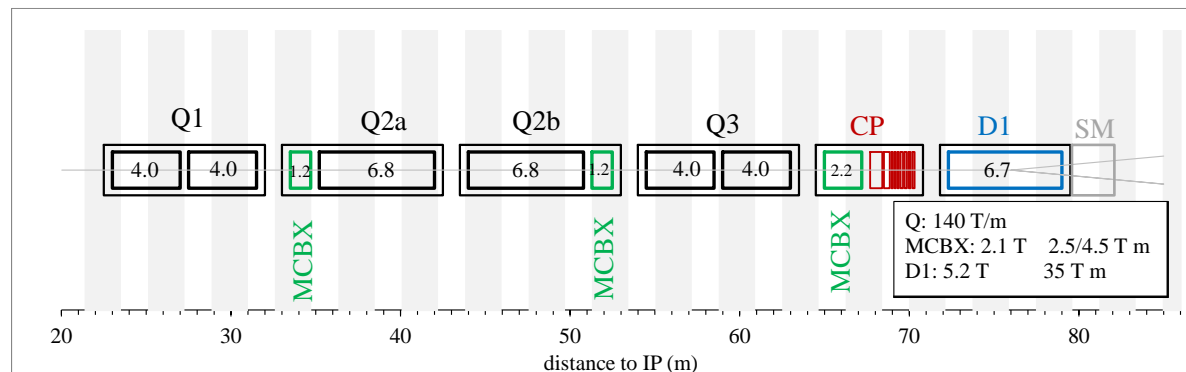 Q1 Q2a Q2b Q3 CP D1 SM
4.0 4.0 1.2 6.8 6.8 1.2 4.0 4.0 2.2 6.7
MCBX MCBX MCBX
Q: 140 T/m
MCBX: 2.1 T 2.5/4.5 T m
D1: 5.2 T 35 T m
20 30 40 50 60 70 80
distance to IP (m)